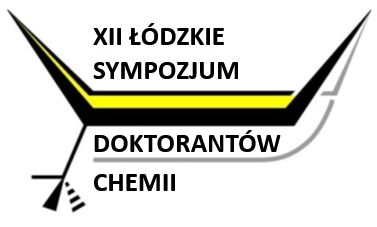 XII ŁÓDZKIE
SYMPOZJUM
DOKTORANTÓW
CHEMII